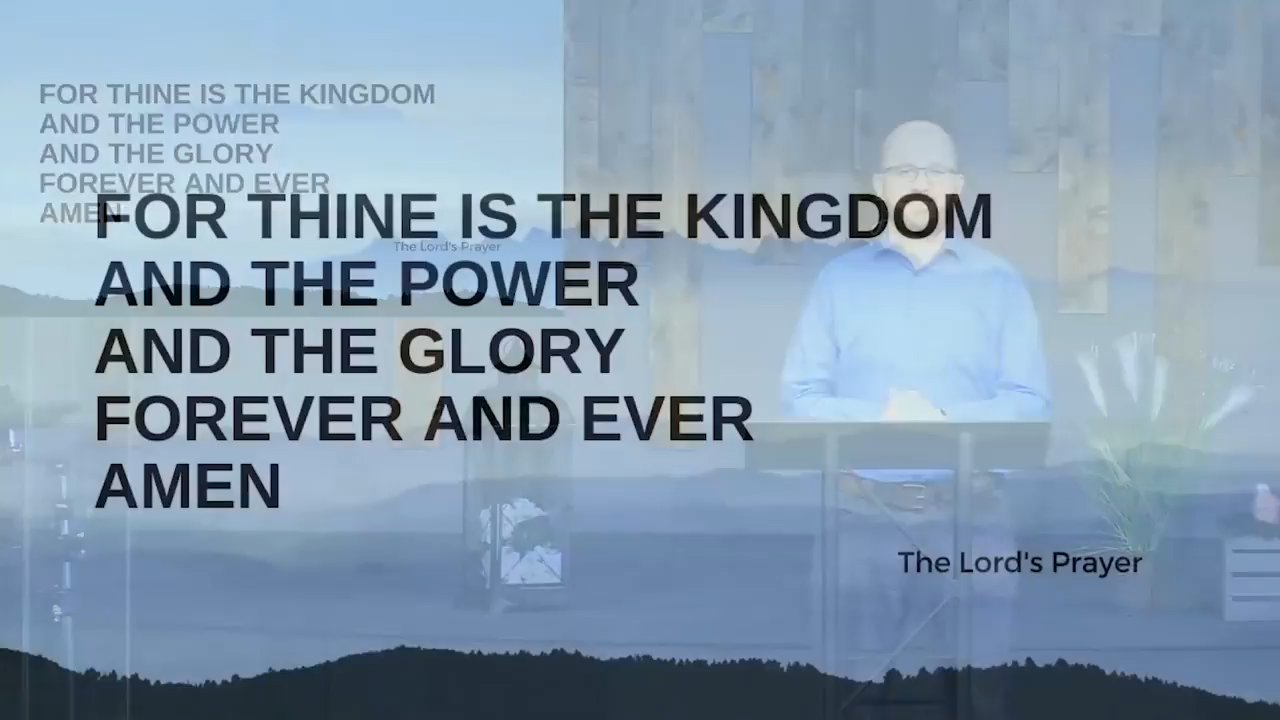 FOR THINE IS THE KINGDOM
AND THE POWER
AND THE GLORY
FOREVER AND EVER
AMEN
The Lord's Prayer
FOR THINE IS THE KINGDOM
AND THE POWER
AND THE GLORY
FOREVER AND EVER
AMEN
The Lord's Prayer